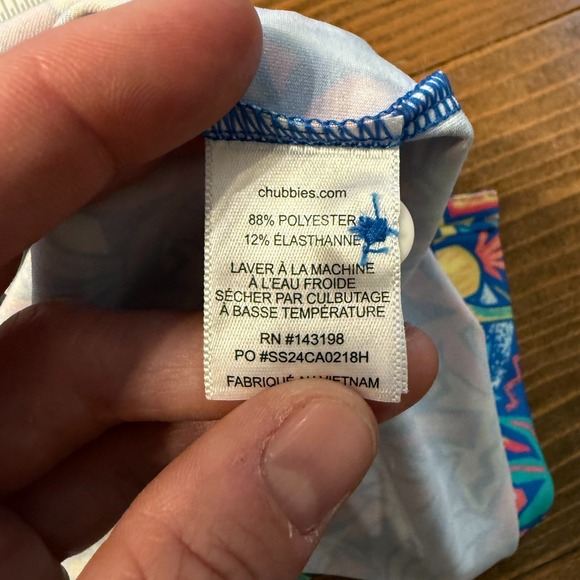 chubbies.com
88% POLYESTER
12% ÉLASTHANNE
LAVER À LA MACHINE
À L'EAU FROIDE
SÉCHER PAR CULBUTAGE
À BASSE TEMPÉRATURE
RN #143198
PO #SS24CA0218H
FABRIQUÉ AU VIETNAM